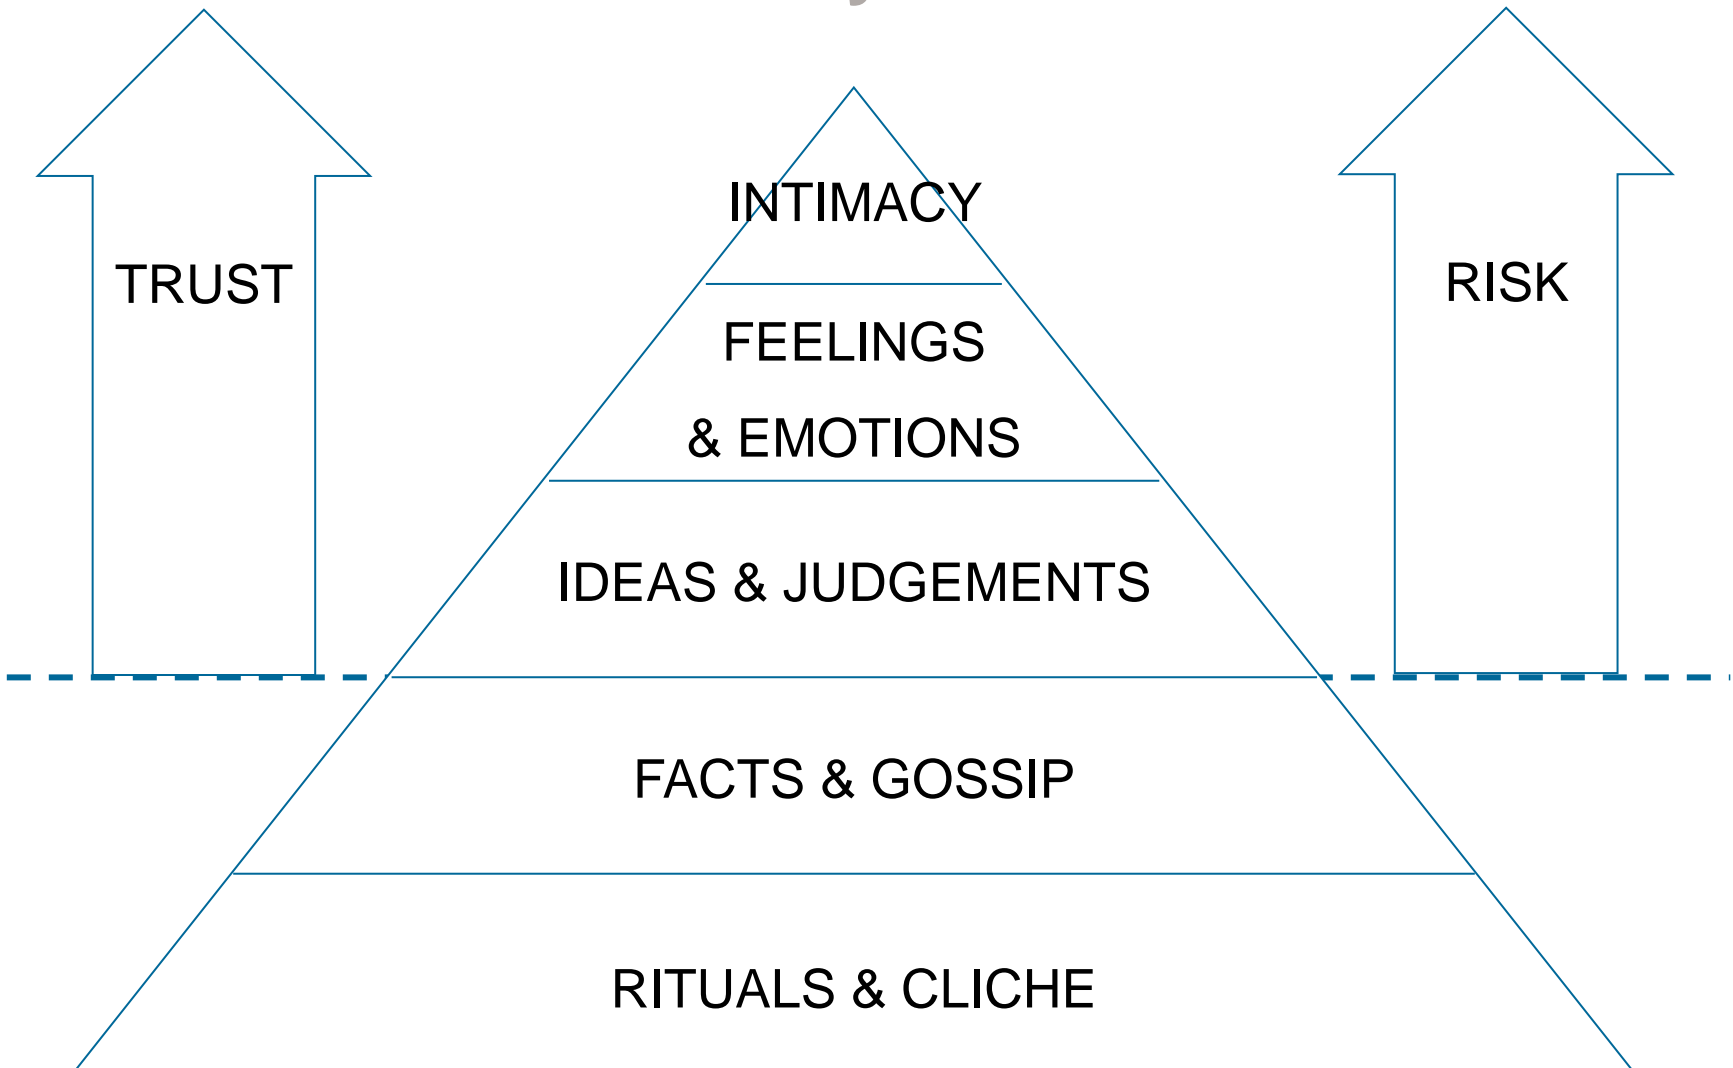 INTIMACY
TRUST
RISK
FEELINGS
& EMOTIONS
IDEAS & JUDGEMENTS
FACTS & GOSSIP
RITUALS & CLICHE